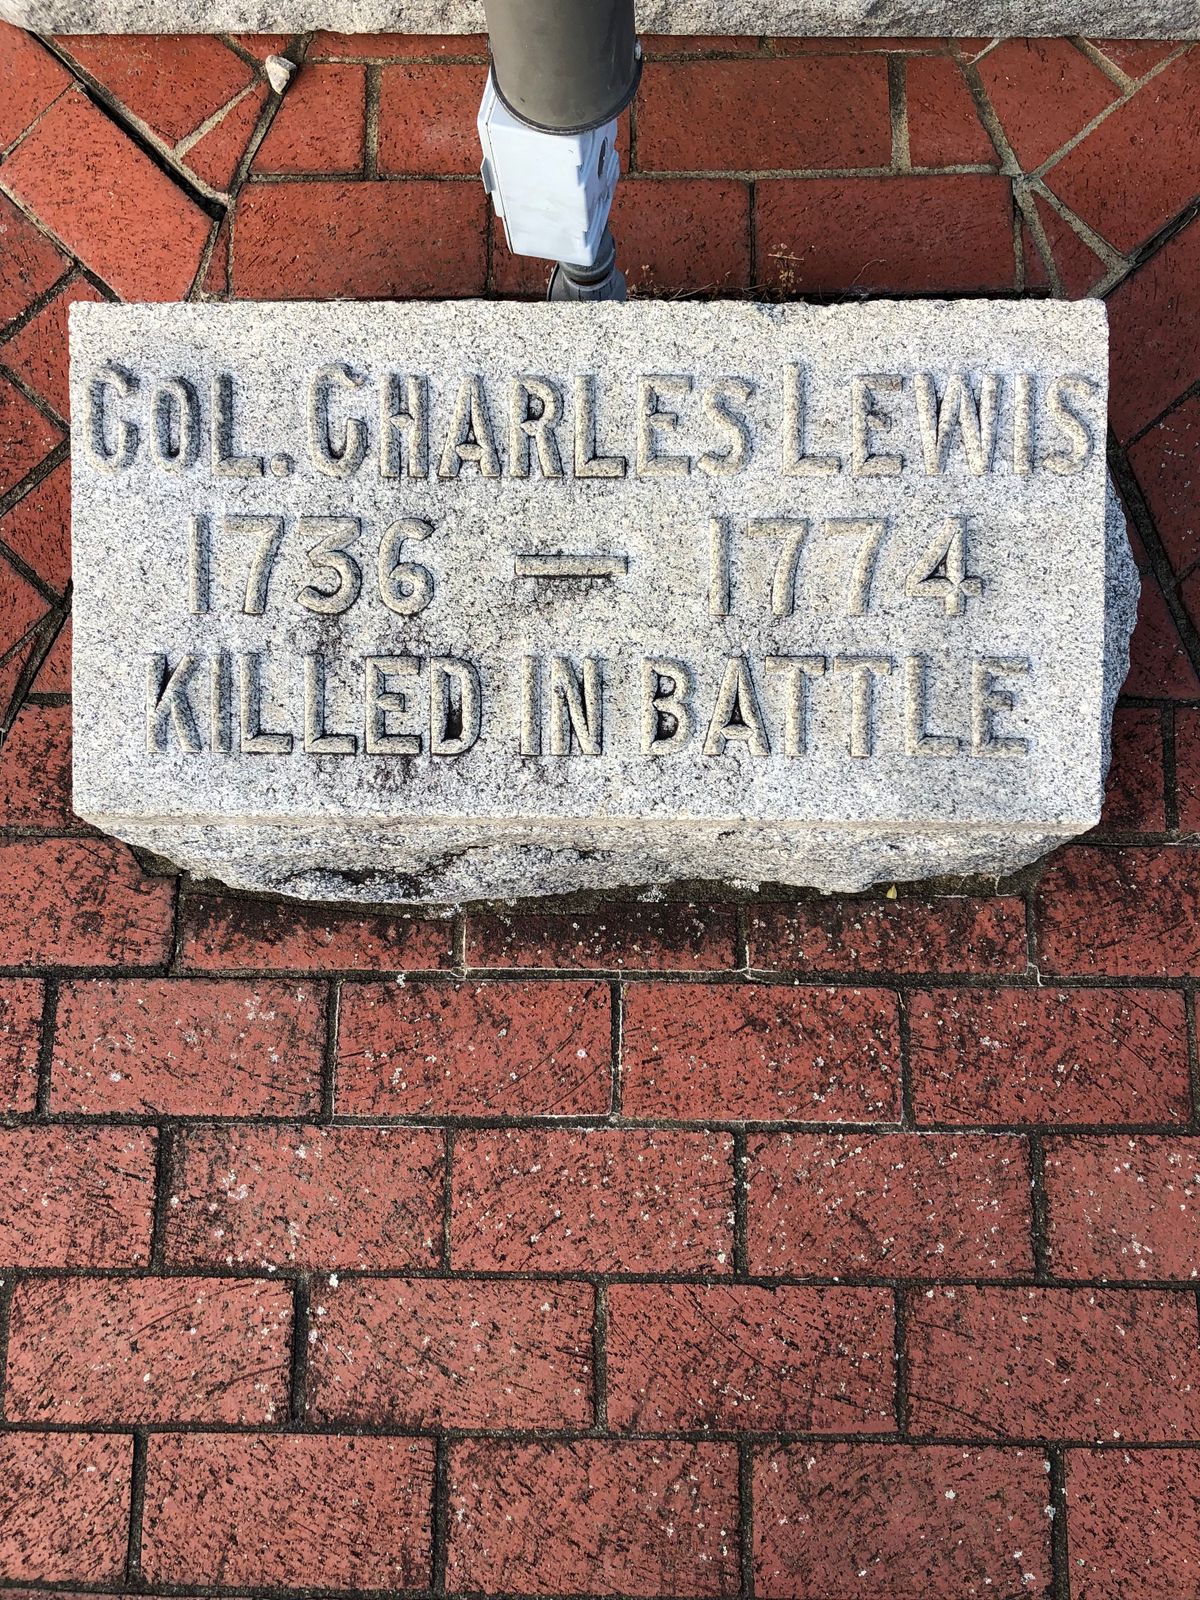 COL. CHARLES LEWIS
1736 — 1774
KILLED IN BATTLE